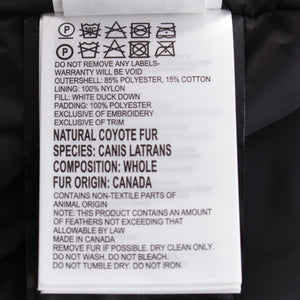 DO NOT REMOVE ANY LABELS-
WARRANTY WILL BE VOID
OUTERSHELL: 85% POLYESTER, 15% COTTON
LINING: 100% NYLON
FILL: WHITE DUCK DOWN
PADDING: 100% POLYESTER
EXCLUSIVE OF EMBROIDERY
EXCLUSIVE OF TRIM
NATURAL COYOTE FUR
SPECIES: CANIS LATRANS
COMPOSITION: WHOLE
FUR ORIGIN: CANADA
CONTAINS NON-TEXTILE PARTS OF
ANIMAL ORIGIN
NOTE: THIS PRODUCT CONTAINS AN AMOUNT
OF FEATHERS NOT EXCEEDING THAT
ALLOWABLE BY LAW
MADE IN CANADA
REMOVE FUR IF POSSIBLE. DRY CLEAN ONLY.
DO NOT WASH. DO NOT BLEACH.
DO NOT TUMBLE DRY. DO NOT IRON.